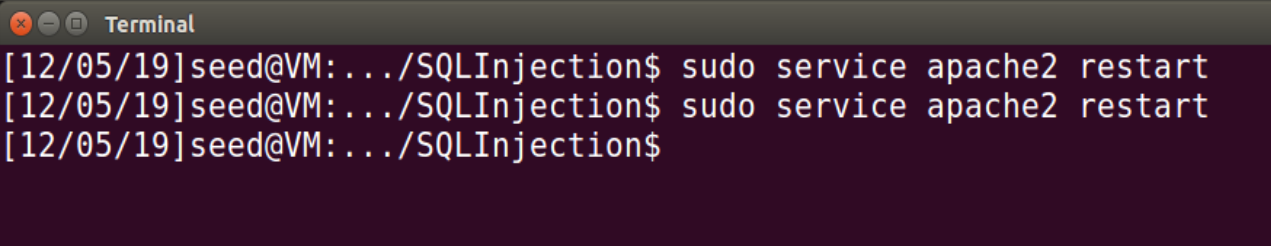 Terminal
[12/05/19]seed@VM:.../SQLInjection$ sudo service apache2 restart
[12/05/19]seed@VM:.../SQLInjection$ sudo service apache2 restart
[12/05/19]seed@VM:.../SQLInjection$